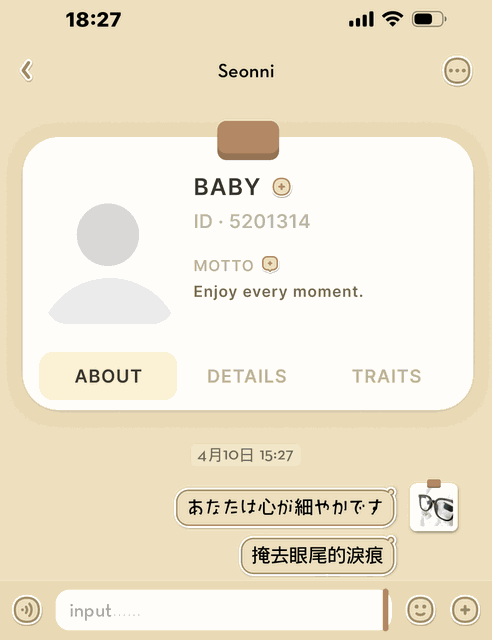 18:27
Seonni
BABY
ID · 5201314
MOTTO
Enjoy every moment.
ABOUT DETAILS TRAITS
4月10日 15:27
あなたは心が細やかです
掩去眼尾的淚痕
input......